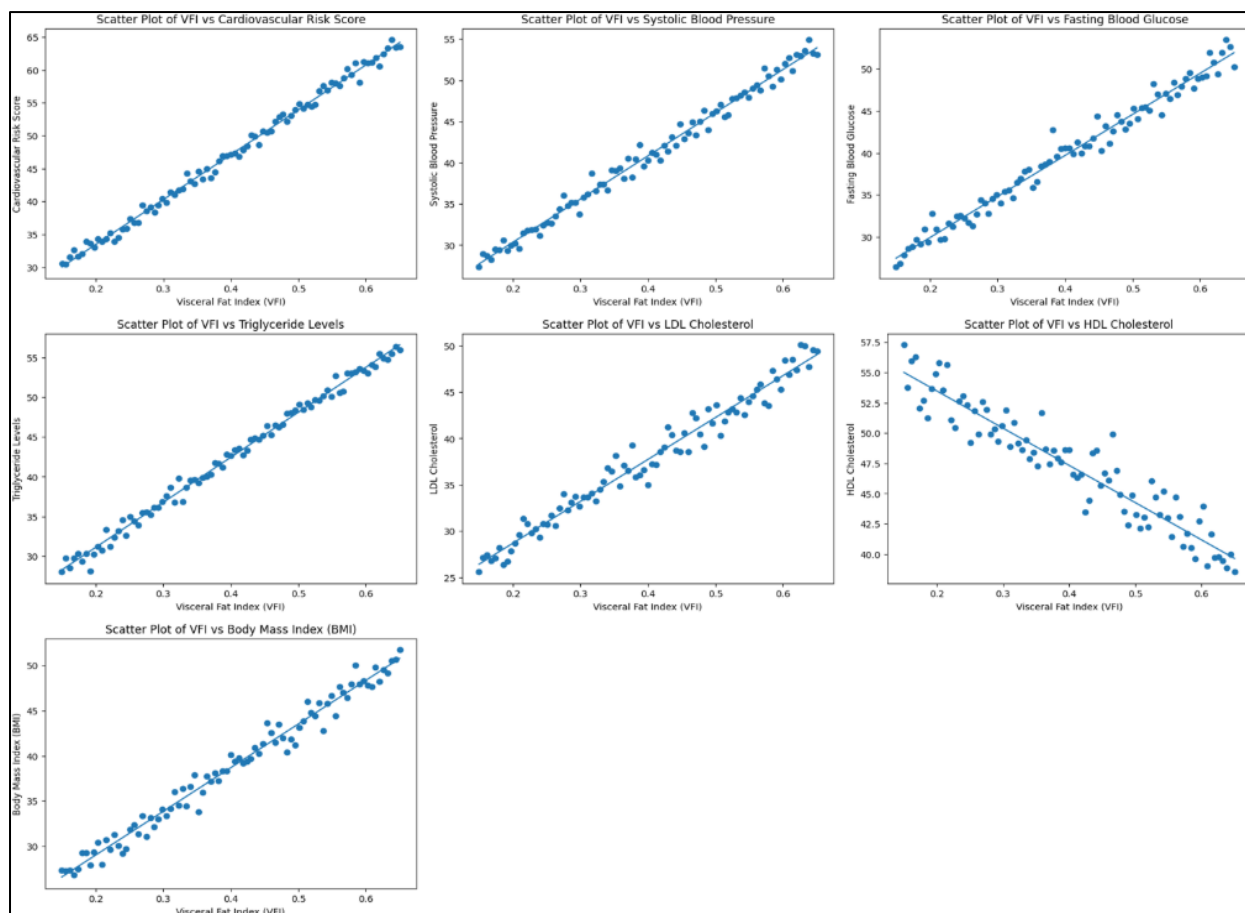 Scatter Plot of VFI vs Cardiovascular Risk Score
Cardiovascular Risk Score
65
60
55
50
45
40
35
30
0.2 0.3 0.4 0.5 0.6
Visceral Fat Index (VFI)
Scatter Plot of VFI vs Systolic Blood Pressure
Systolic Blood Pressure
55
50
45
40
35
30
0.2 0.3 0.4 0.5 0.6
Visceral Fat Index (VFI)
Scatter Plot of VFI vs Fasting Blood Glucose
Fasting Blood Glucose
50
45
40
35
30
0.2 0.3 0.4 0.5 0.6
Visceral Fat Index (VFI)
Scatter Plot of VFI vs Triglyceride Levels
Triglyceride Levels
55
50
45
40
35
30
0.2 0.3 0.4 0.5 0.6
Visceral Fat Index (VFI)
Scatter Plot of VFI vs LDL Cholesterol
LDL Cholesterol
50
45
40
35
30
25
0.2 0.3 0.4 0.5 0.6
Visceral Fat Index (VFI)
Scatter Plot of VFI vs HDL Cholesterol
HDL Cholesterol
57.5
55.0
52.5
50.0
47.5
45.0
42.5
40.0
0.2 0.3 0.4 0.5 0.6
Visceral Fat Index (VFI)
Scatter Plot of VFI vs Body Mass Index (BMI)
Body Mass Index (BMI)
50
45
40
35
30
0.2 0.3 0.4 0.5 0.6
Visceral Fat Index (VFI)